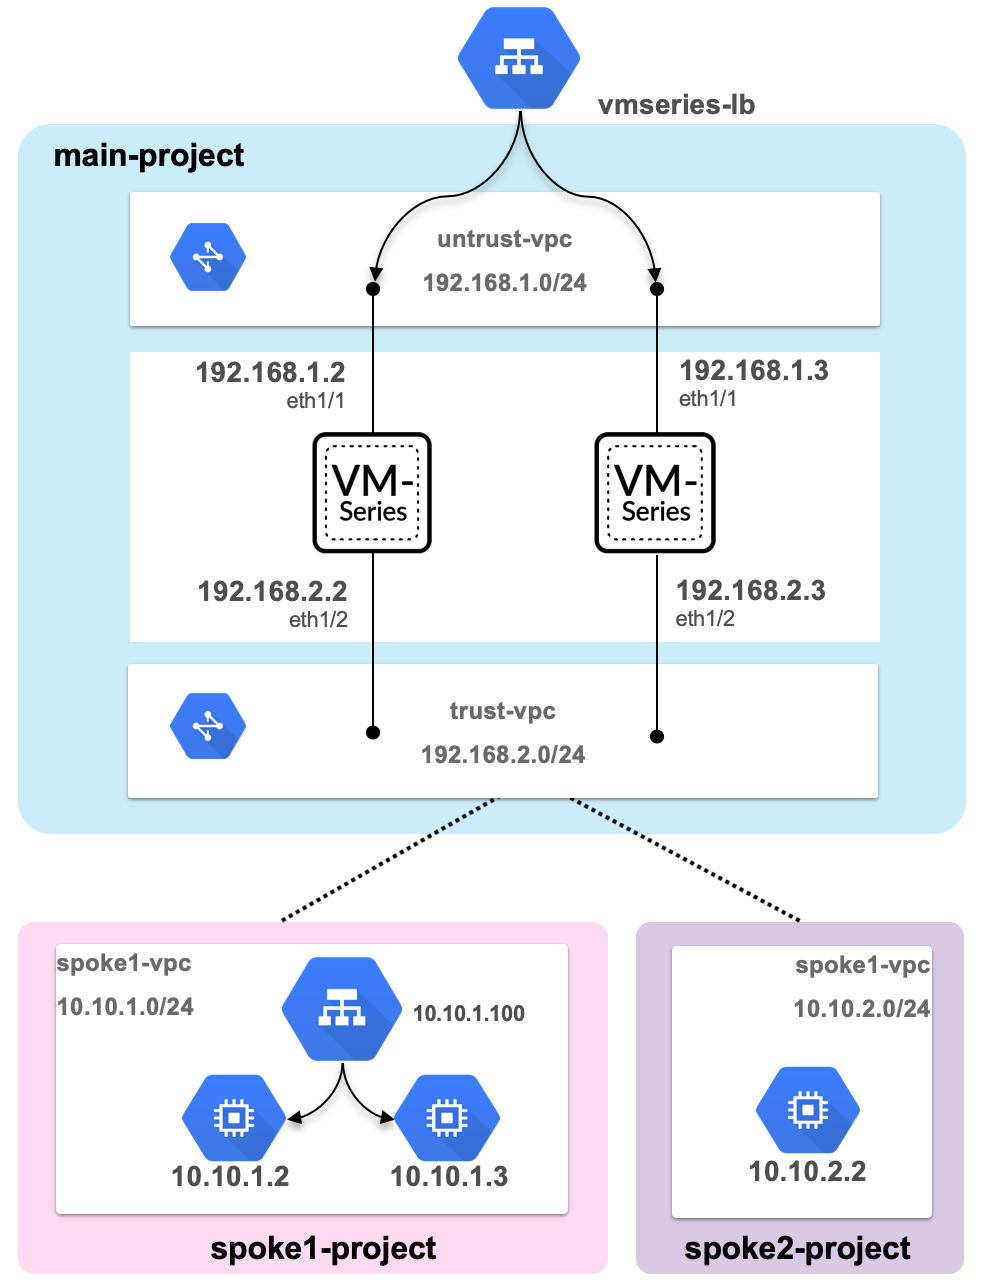 vmseries-lb
main-project
untrust-vpc
192.168.1.0/24
192.168.1.2
eth1/1
192.168.1.3
eth1/1
VM-
Series
VM-
Series
192.168.2.2
eth1/2
192.168.2.3
eth1/2
trust-vpc
192.168.2.0/24
spoke1-vpc
10.10.1.0/24
10.10.1.100
10.10.1.2
10.10.1.3
spoke1-project
spoke1-vpc
10.10.2.0/24
10.10.2.2
spoke2-project